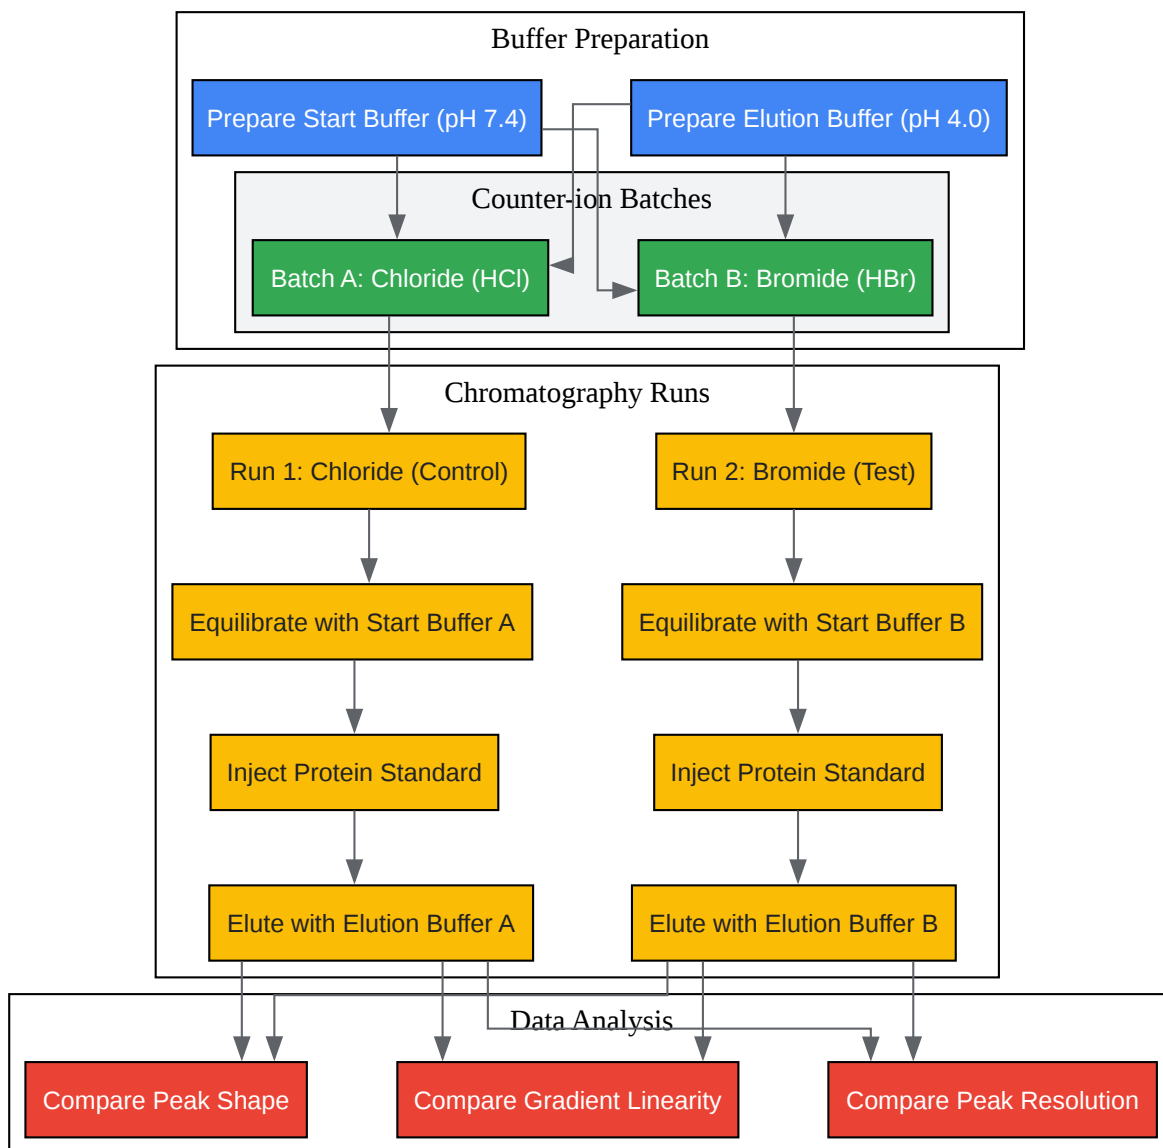 Buffer Preparation
Prepare Start Buffer (pH 7.4)
Prepare Elution Buffer (pH 4.0)
Counter-ion Batches
Batch A: Chloride (HCl)
Batch B: Bromide (HBr)
Chromatography Runs
Run 1: Chloride (Control)
Run 2: Bromide (Test)
Equilibrate with Start Buffer A
Equilibrate with Start Buffer B
Inject Protein Standard
Inject Protein Standard
Elute with Elution Buffer A
Elute with Elution Buffer B
Data Analysis
Compare Peak Shape
Compare Gradient Linearity
Compare Peak Resolution